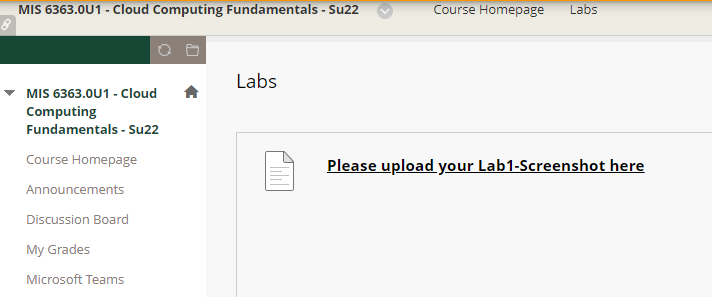 MIS 6363.0U1 - Cloud Computing Fundamentals - Su22
Course Homepage
Labs
MIS 6363.0U1 - Cloud
Computing
Fundamentals - Su22
Course Homepage
Announcements
Discussion Board
My Grades
Microsoft Teams
Labs
Please upload your Lab1-Screenshot here